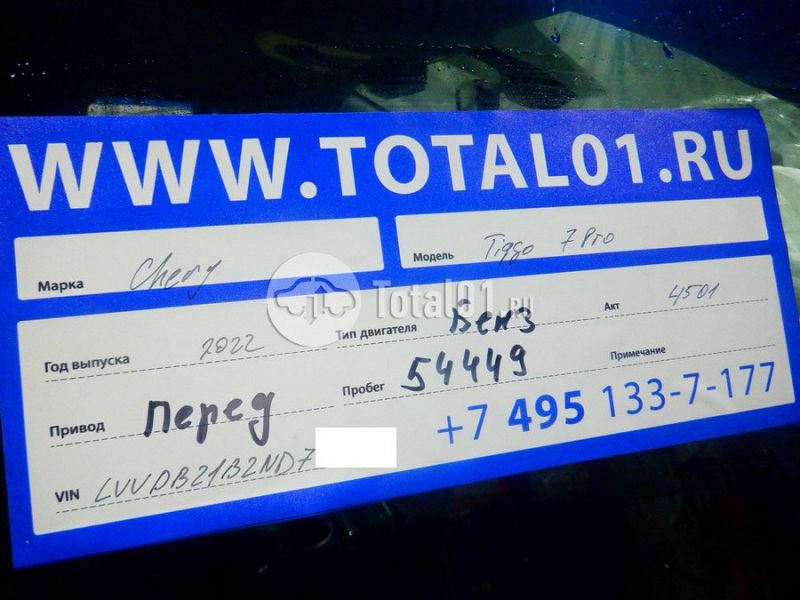 WWW.TOTAL01.RU
Марка Chery Модель Tiggo 7 Pro
Total01.ru
Год выпуска 2022 Тип двигателя Бенз Акт 4501
Привод Перед Пробег 54449 Примечание
+7 495 133-7-177
VIN LVVDB21B2ND7